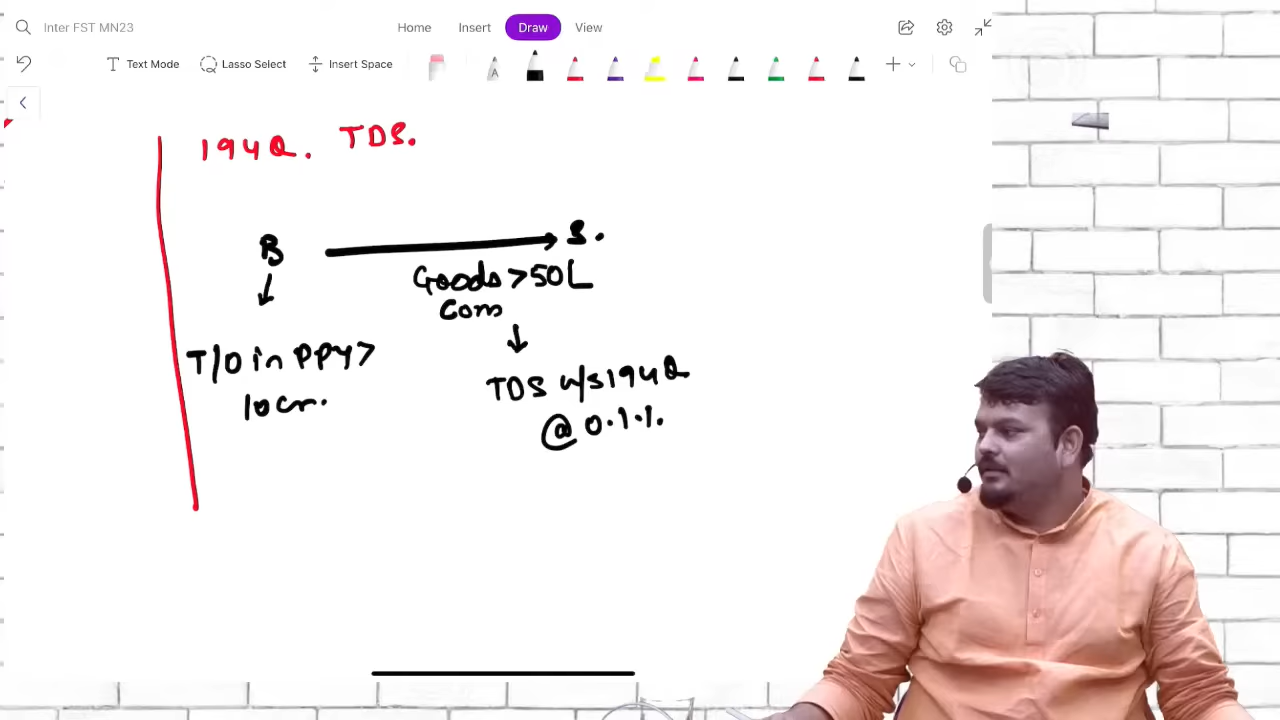 Inter FST MN23
Home Insert Draw View
Text Mode Lasso Select Insert Space
A
194Q. TDS.
B S.
Goods > 50L
Com
T/O in PPY >
10cr.
TDS u/s 194Q
@ 0.1%.